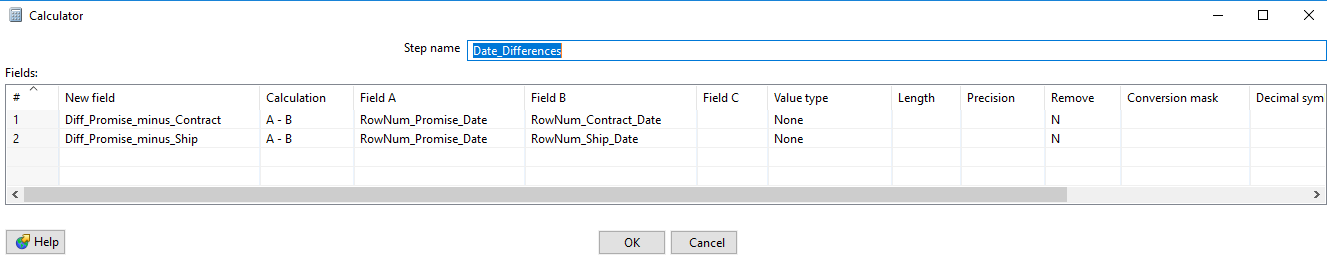 Calculator
Step name Date_Differences
Fields:
# New field Calculation Field A Field B Field C Value type Length Precision Remove Conversion mask Decimal sym
1 Diff_Promise_minus_Contract A - B RowNum_Promise_Date RowNum_Contract_Date None N
2 Diff_Promise_minus_Ship A - B RowNum_Promise_Date RowNum_Ship_Date None N
Help OK Cancel